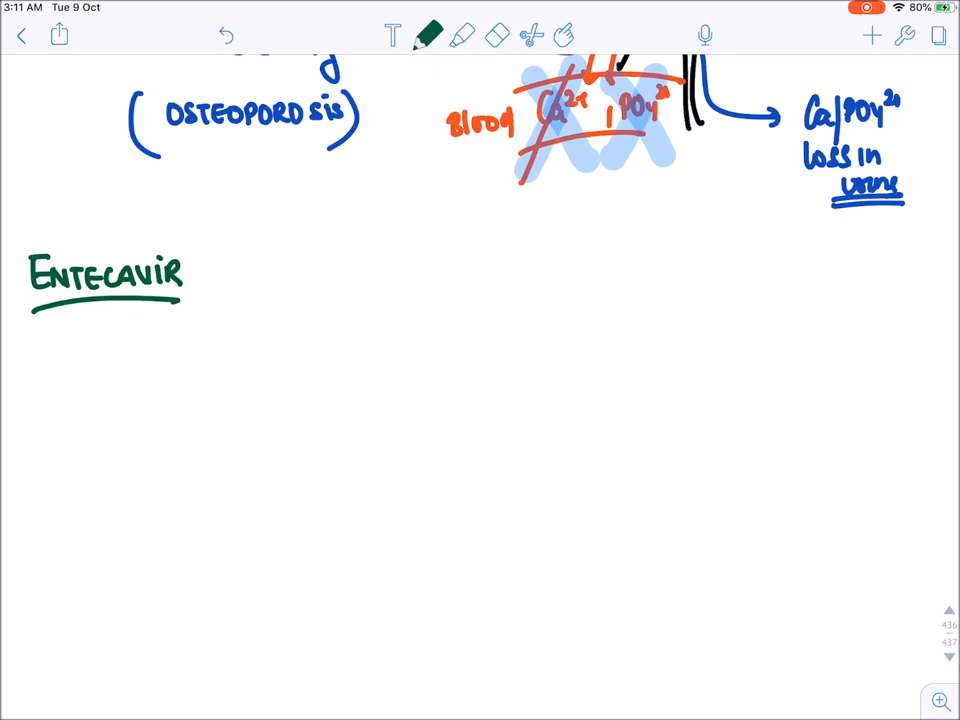 3:11 AM Tue 9 Oct
80%
T
(OSTEOPOROSIS)
Blood Ca²⁺ PO₄²⁻
Ca/PO₄²⁻
loss in
urine
ENTECAVIR
436
437